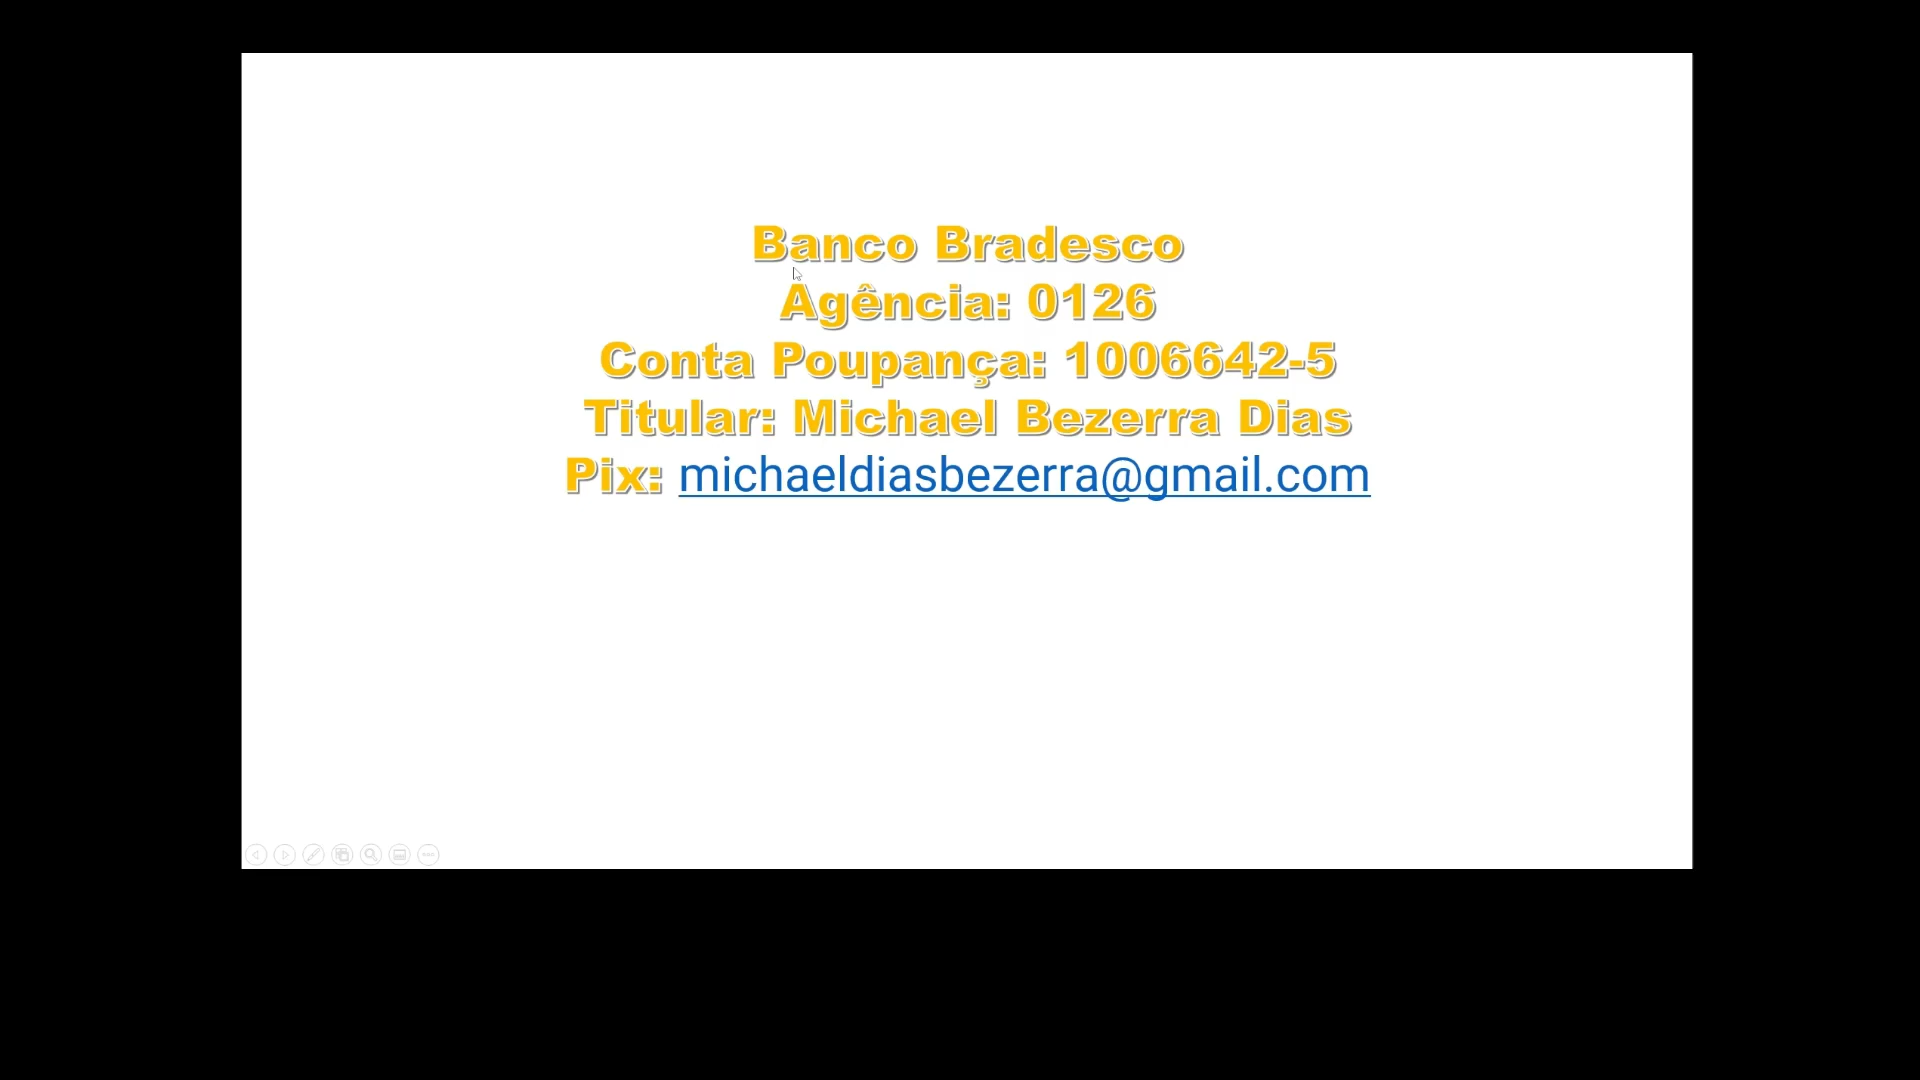 Banco Bradesco
Agência: 0126
Conta Poupança: 1006642-5
Titular: Michael Bezerra Dias
Pix: michaeldiasbezerra@gmail.com